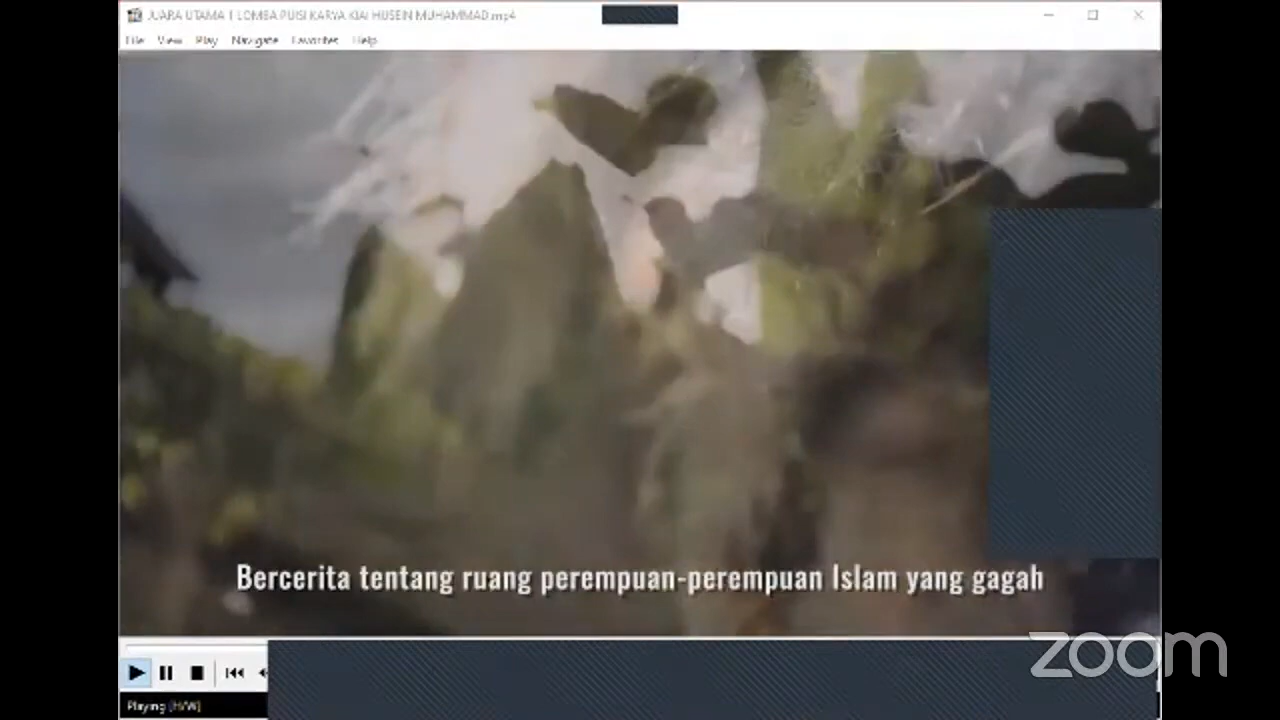 JUARA UTAMA 1 LOMBA PUISI KARYA KIAI HUSEIN MUHAMMAD.mp4
File View Play Navigate Favorites Help
Bercerita tentang ruang perempuan-perempuan Islam yang gagah
zoom
Playing [H/W]